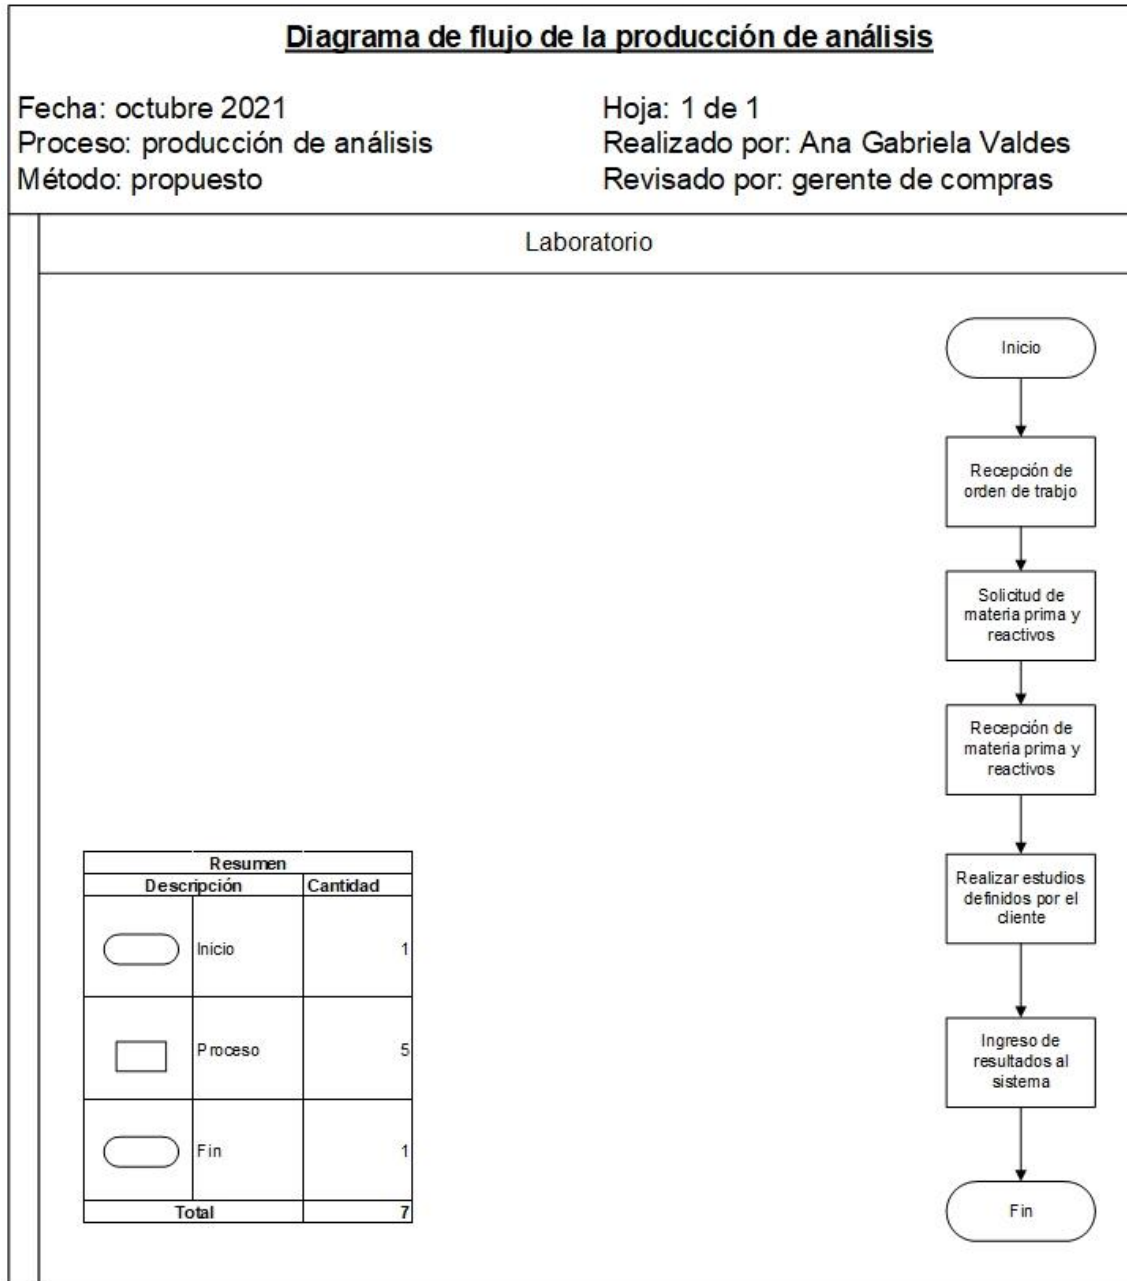 Diagrama de flujo de la producción de análisis
Fecha: octubre 2021
Hoja: 1 de 1
Proceso: producción de análisis
Realizado por: Ana Gabriela Valdes
Método: propuesto
Revisado por: gerente de compras
Laboratorio
Inicio
Recepción de
orden de trabjo
Solicitud de
materia prima y
reactivos
Recepción de
materia prima y
reactivos
Realizar estudios
definidos por el
cliente
Ingreso de
resultados al
sistema
Fin
Resumen
Descripción Cantidad
Inicio 1
Proceso 5
Fin 1
Total 7